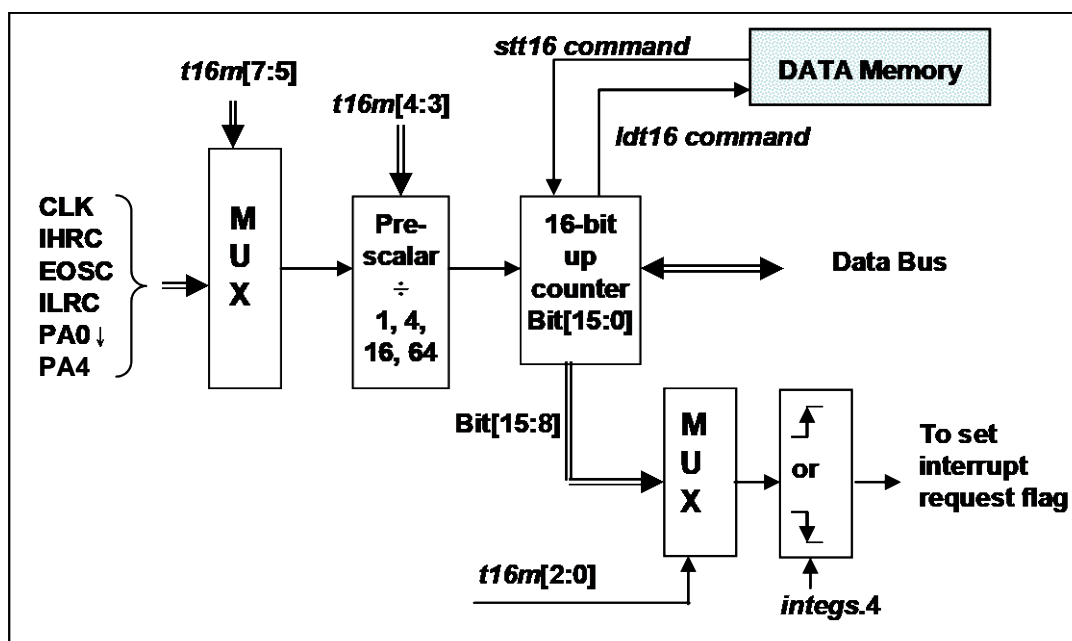 stt16 command
DATA Memory
t16m[7:5]
t16m[4:3]
ldt16 command
CLK
IHRC
EOSC
ILRC
PA0↓
PA4
M
U
X
Pre-
scalar
÷
1, 4,
16, 64
16-bit
up
counter
Bit[15:0]
Data Bus
Bit[15:8]
M
U
X
or
To set
interrupt
request flag
t16m[2:0]
integs.4